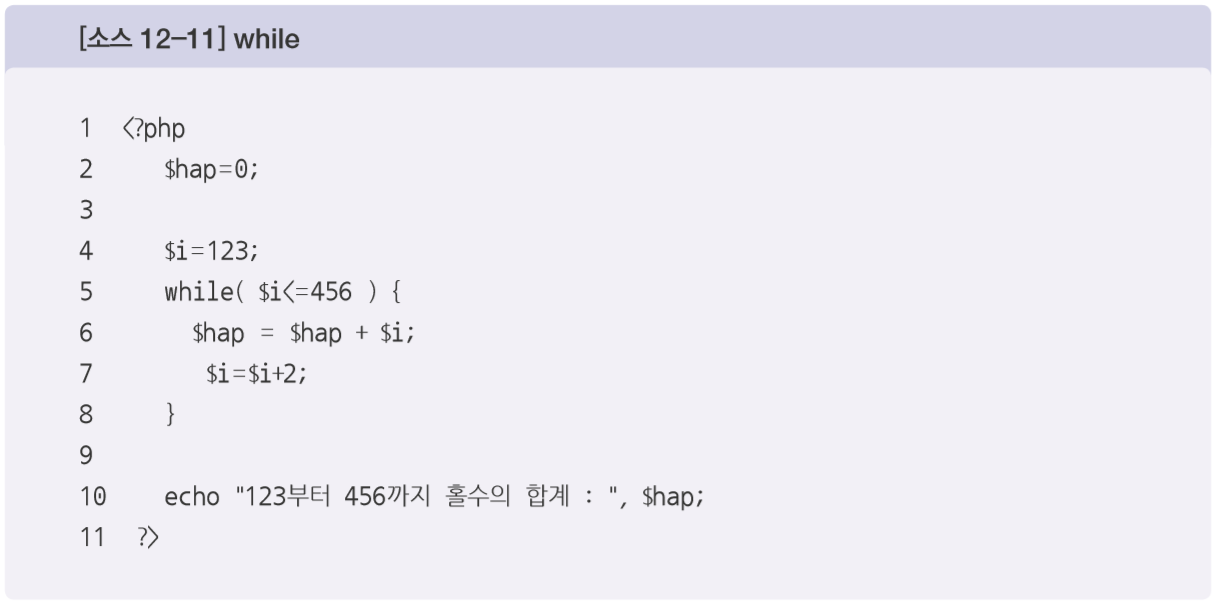 [소스 12-11] while
1 <?php
2 $hap=0;
3
4 $i=123;
5 while( $i<=456 ) {
6 $hap = $hap + $i;
7 $i=$i+2;
8 }
9
10 echo "123부터 456까지 홀수의 합계 : ", $hap;
11 ?>